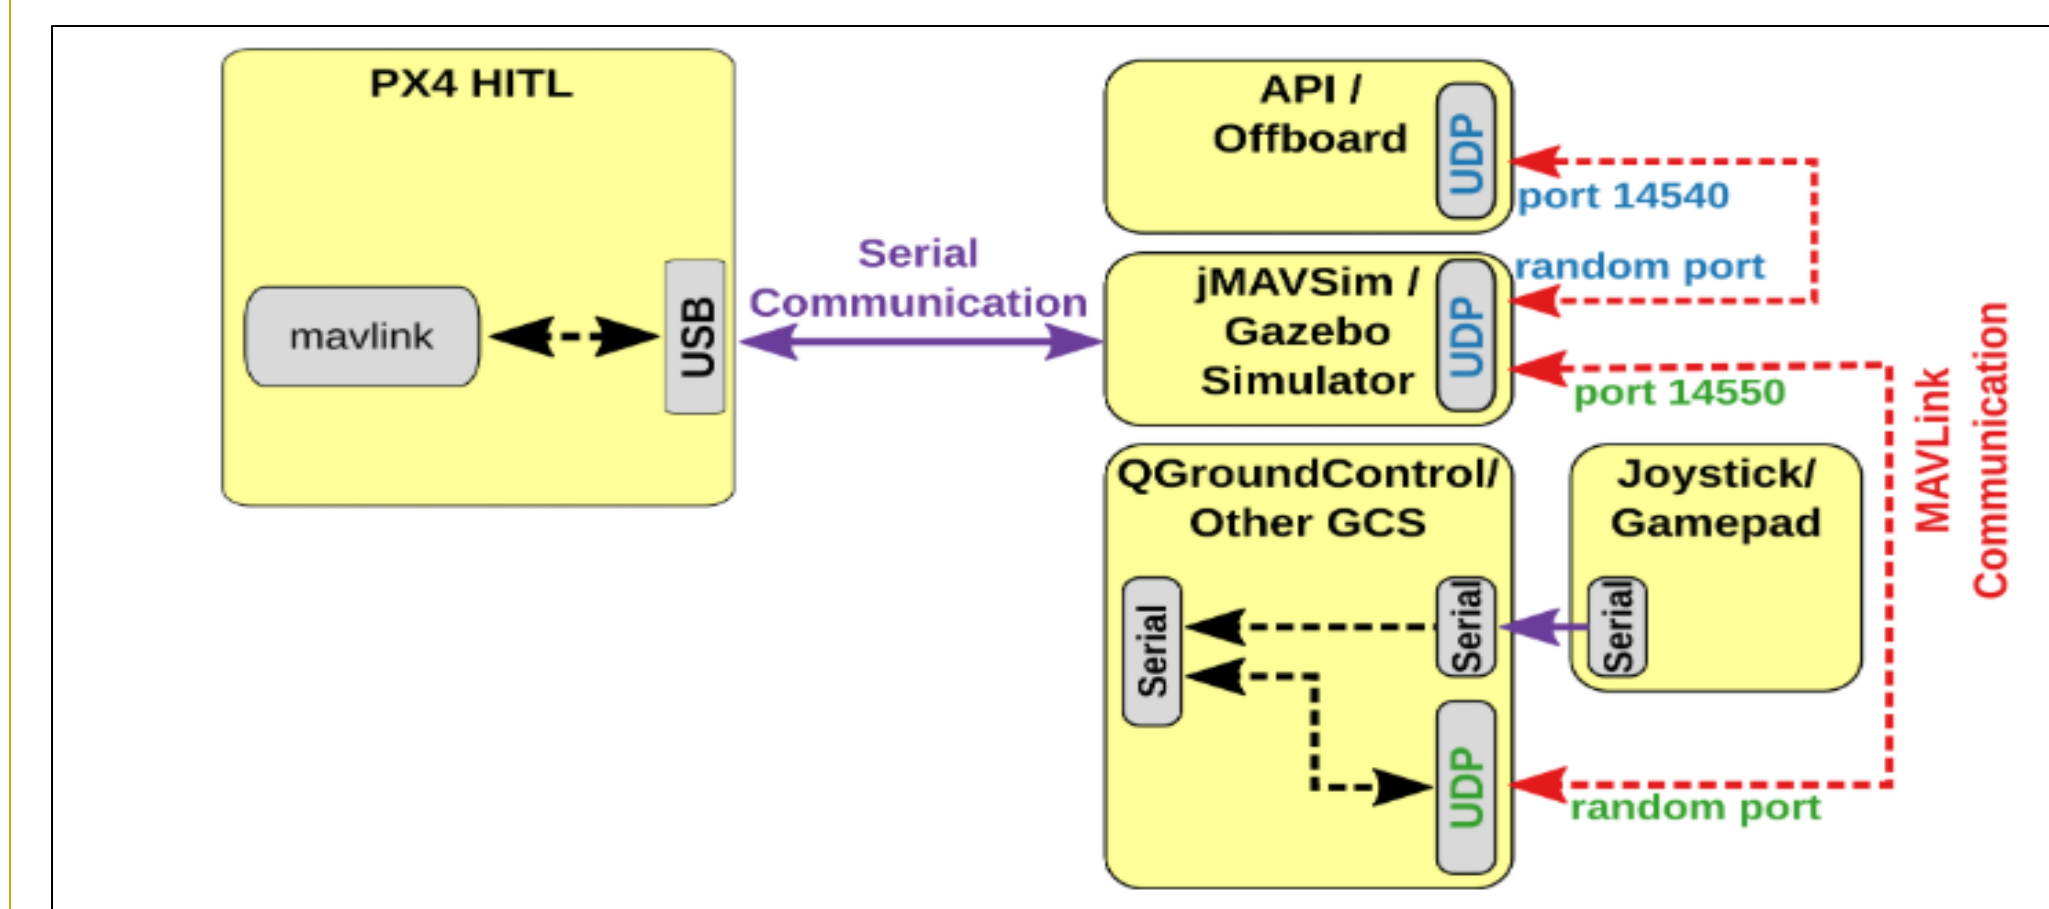 PX4 HITL
mavlink
USB
Serial
Communication
API /
Offboard
UDP
port 14540
random port
jMAVSim /
Gazebo
Simulator
UDP
port 14550
QGroundControl/
Other GCS
Serial
Serial
UDP
Joystick/
Gamepad
Serial
random port
MAVLink
Communication